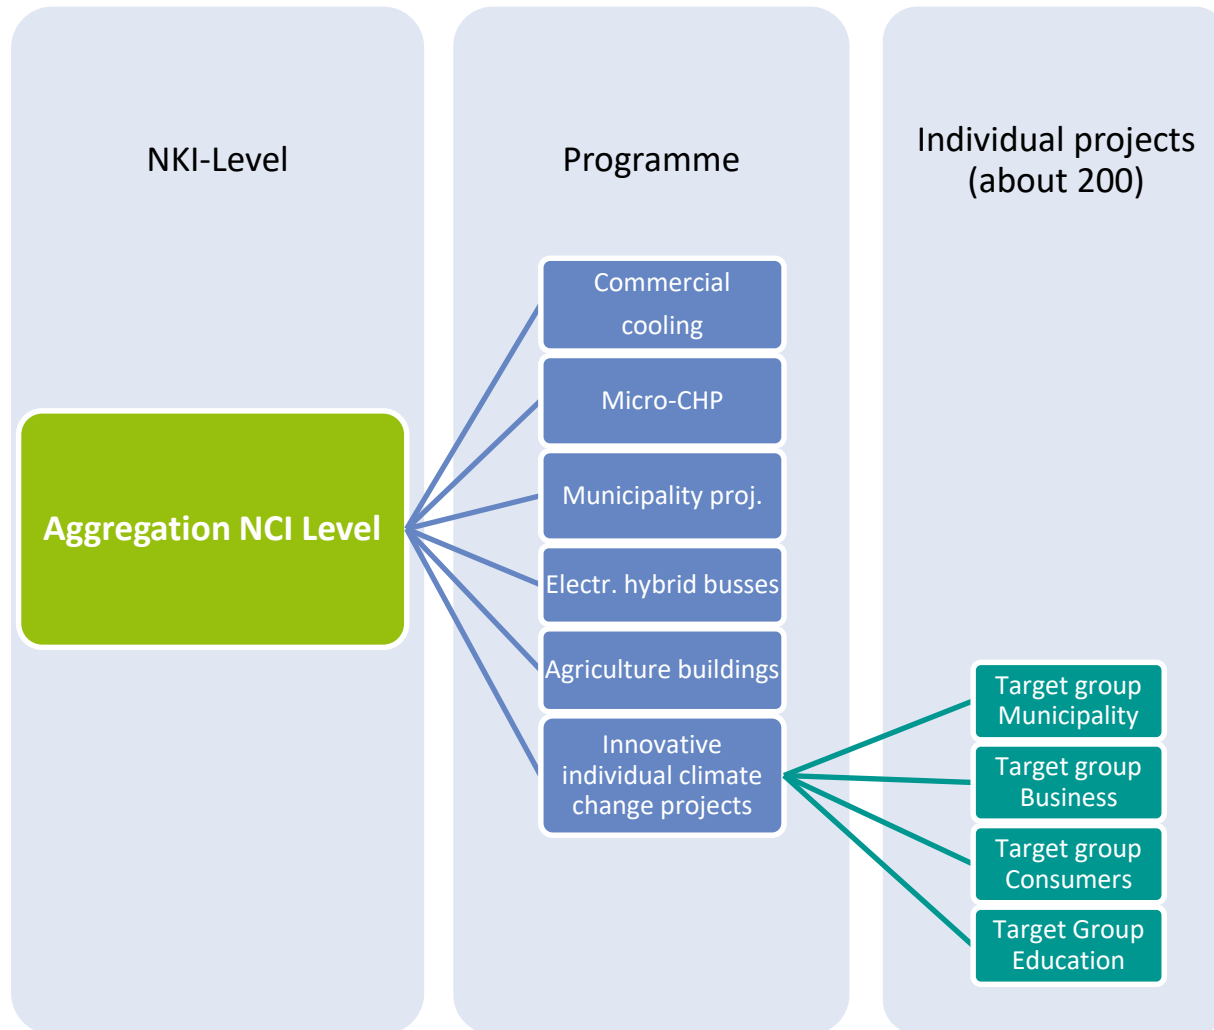 NKI-Level
Aggregation NCI Level
Programme
Commercial
cooling
Micro-CHP
Municipality proj.
Electr. hybrid busses
Agriculture buildings
Innovative
individual climate
change projects
Individual projects
(about 200)
Target group
Municipality
Target group
Business
Target group
Consumers
Target Group
Education